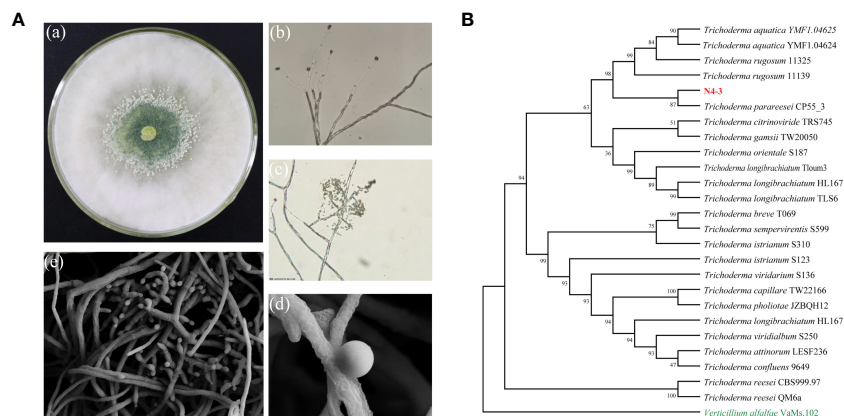 A
(a)
(b)
(c)
(e)
(d)
B
Trichoderma aquatica YMF1.04625
Trichoderma aquatica YMF1.04624
Trichoderma rugosum 11325
Trichoderma rugosum 11139
N4-3
Trichoderma parareesei CP55_3
Trichoderma citrinoviride TRS745
Trichoderma gamsii TW20050
Trichoderma orientale S187
Trichoderma longibrachiatum Tloum3
Trichoderma longibrachiatum HL167
Trichoderma longibrachiatum TLS6
Trichoderma breve T069
Trichoderma sempervirentis S599
Trichoderma istrianum S310
Trichoderma istrianum S123
Trichoderma viridarium S136
Trichoderma capillare TW22166
Trichoderma pholiotae JZBQH12
Trichoderma longibrachiatum HL167
Trichoderma viridialbum S250
Trichoderma attinorum LESF236
Trichoderma confluens 9649
Trichoderma reesei CBS999.97
Trichoderma reesei QM6a
Verticillium alfalfae VaMs.102
90
84
99
98
87
63
51
36
99
89
99
94
99
75
99
93
93
100
94
94
93
47
100